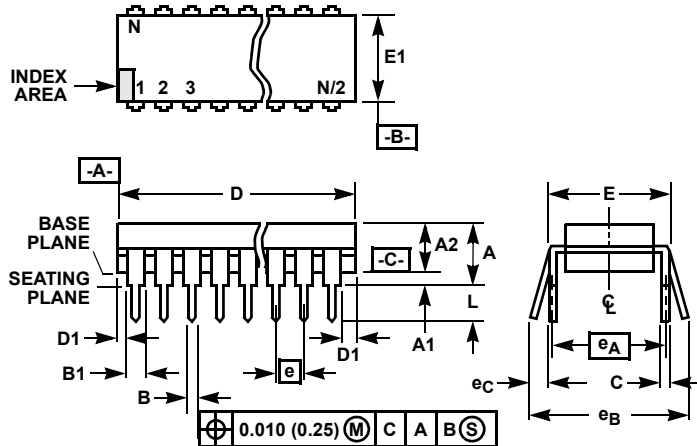 N
E1
INDEX
AREA
1 2 3 N/2
-B-
-A-
D
E
BASE
PLANE
A2
A
-C-
SEATING
PLANE
L
C
L
D1
A1
D1
eA
B1
e
eC
C
B
eB
0.010 (0.25) M C A B S